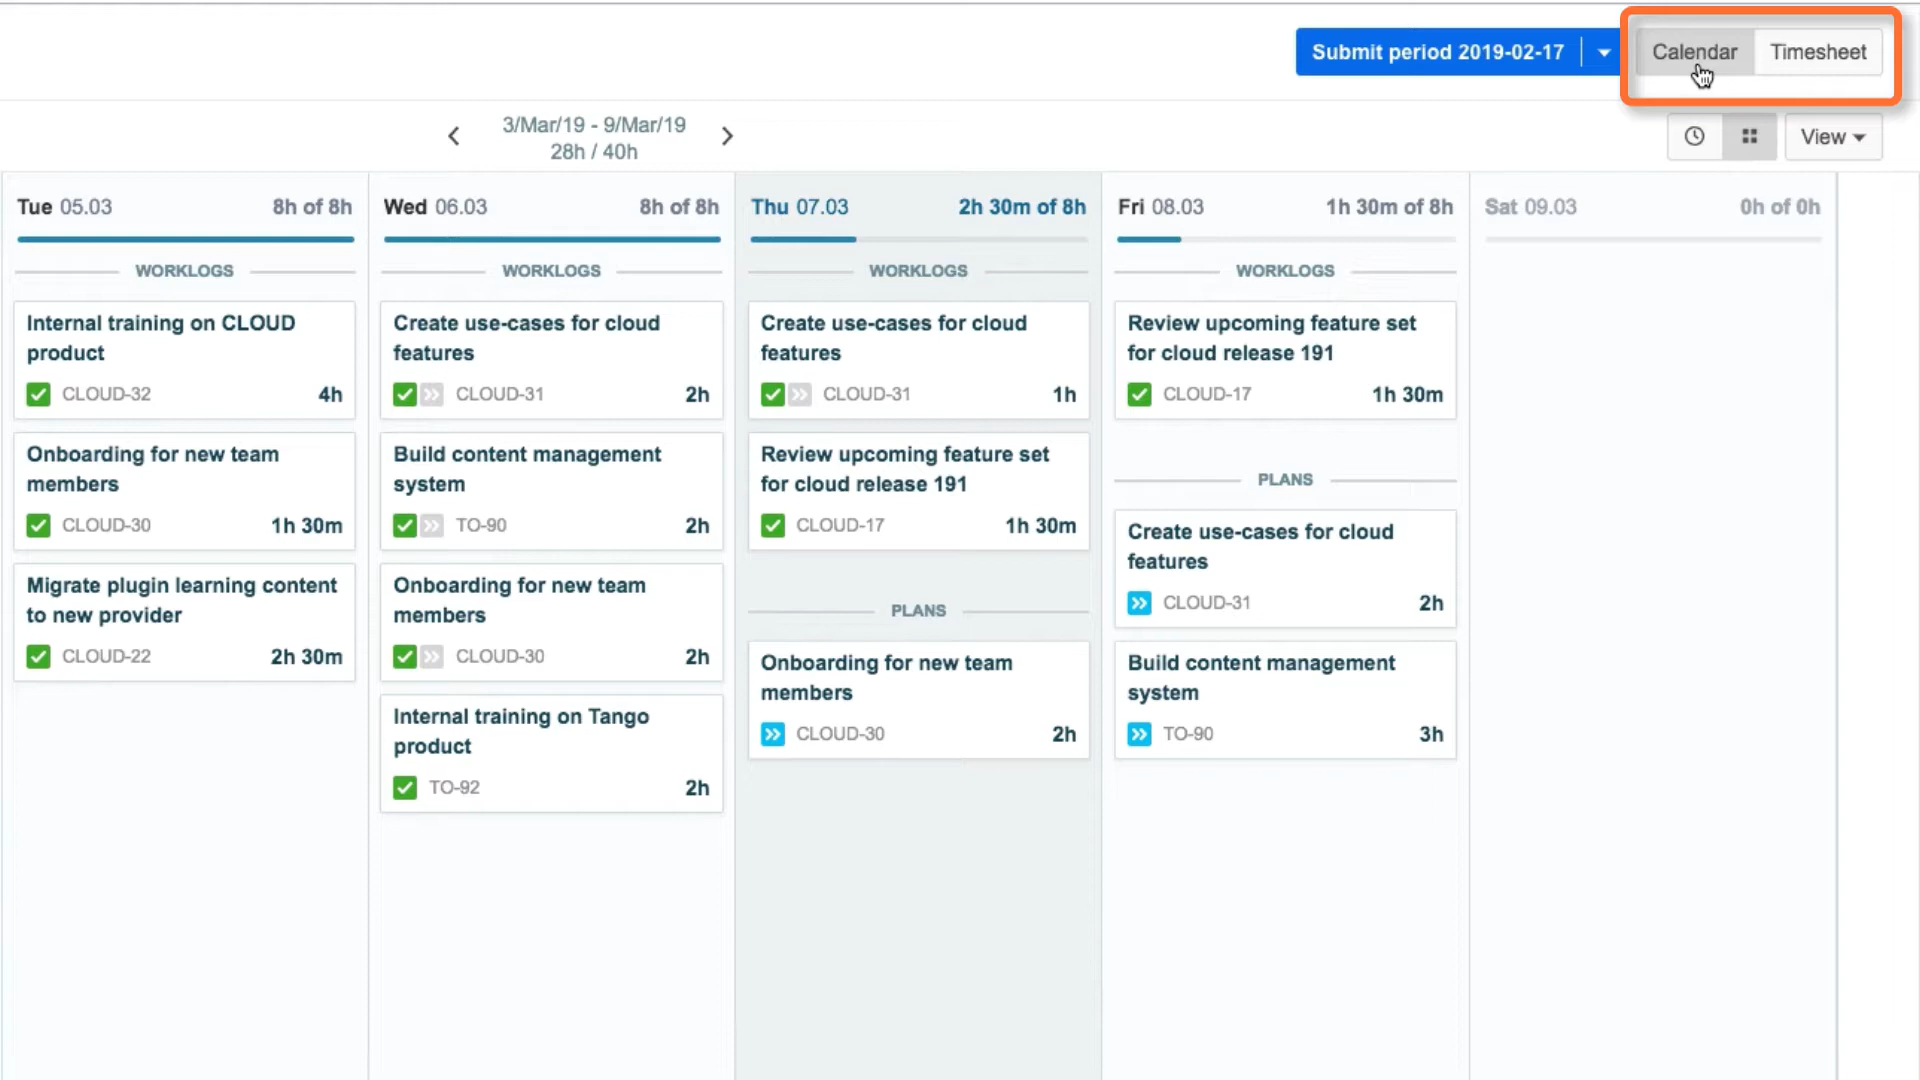 Submit period 2019-02-17
Calendar
Timesheet
3/Mar/19 - 9/Mar/19
28h / 40h
View
Tue 05.03
8h of 8h
WORKLOGS
Internal training on CLOUD
product
CLOUD-32
4h
Onboarding for new team
members
CLOUD-30
1h 30m
Migrate plugin learning content
to new provider
CLOUD-22
2h 30m
Wed 06.03
8h of 8h
WORKLOGS
Create use-cases for cloud
features
CLOUD-31
2h
Build content management
system
TO-90
2h
Onboarding for new team
members
CLOUD-30
2h
Internal training on Tango
product
TO-92
2h
Thu 07.03
2h 30m of 8h
WORKLOGS
Create use-cases for cloud
features
CLOUD-31
1h
Review upcoming feature set
for cloud release 191
CLOUD-17
1h 30m
PLANS
Onboarding for new team
members
CLOUD-30
2h
Fri 08.03
1h 30m of 8h
WORKLOGS
Review upcoming feature set
for cloud release 191
CLOUD-17
1h 30m
PLANS
Create use-cases for cloud
features
CLOUD-31
2h
Build content management
system
TO-90
3h
Sat 09.03
0h of 0h